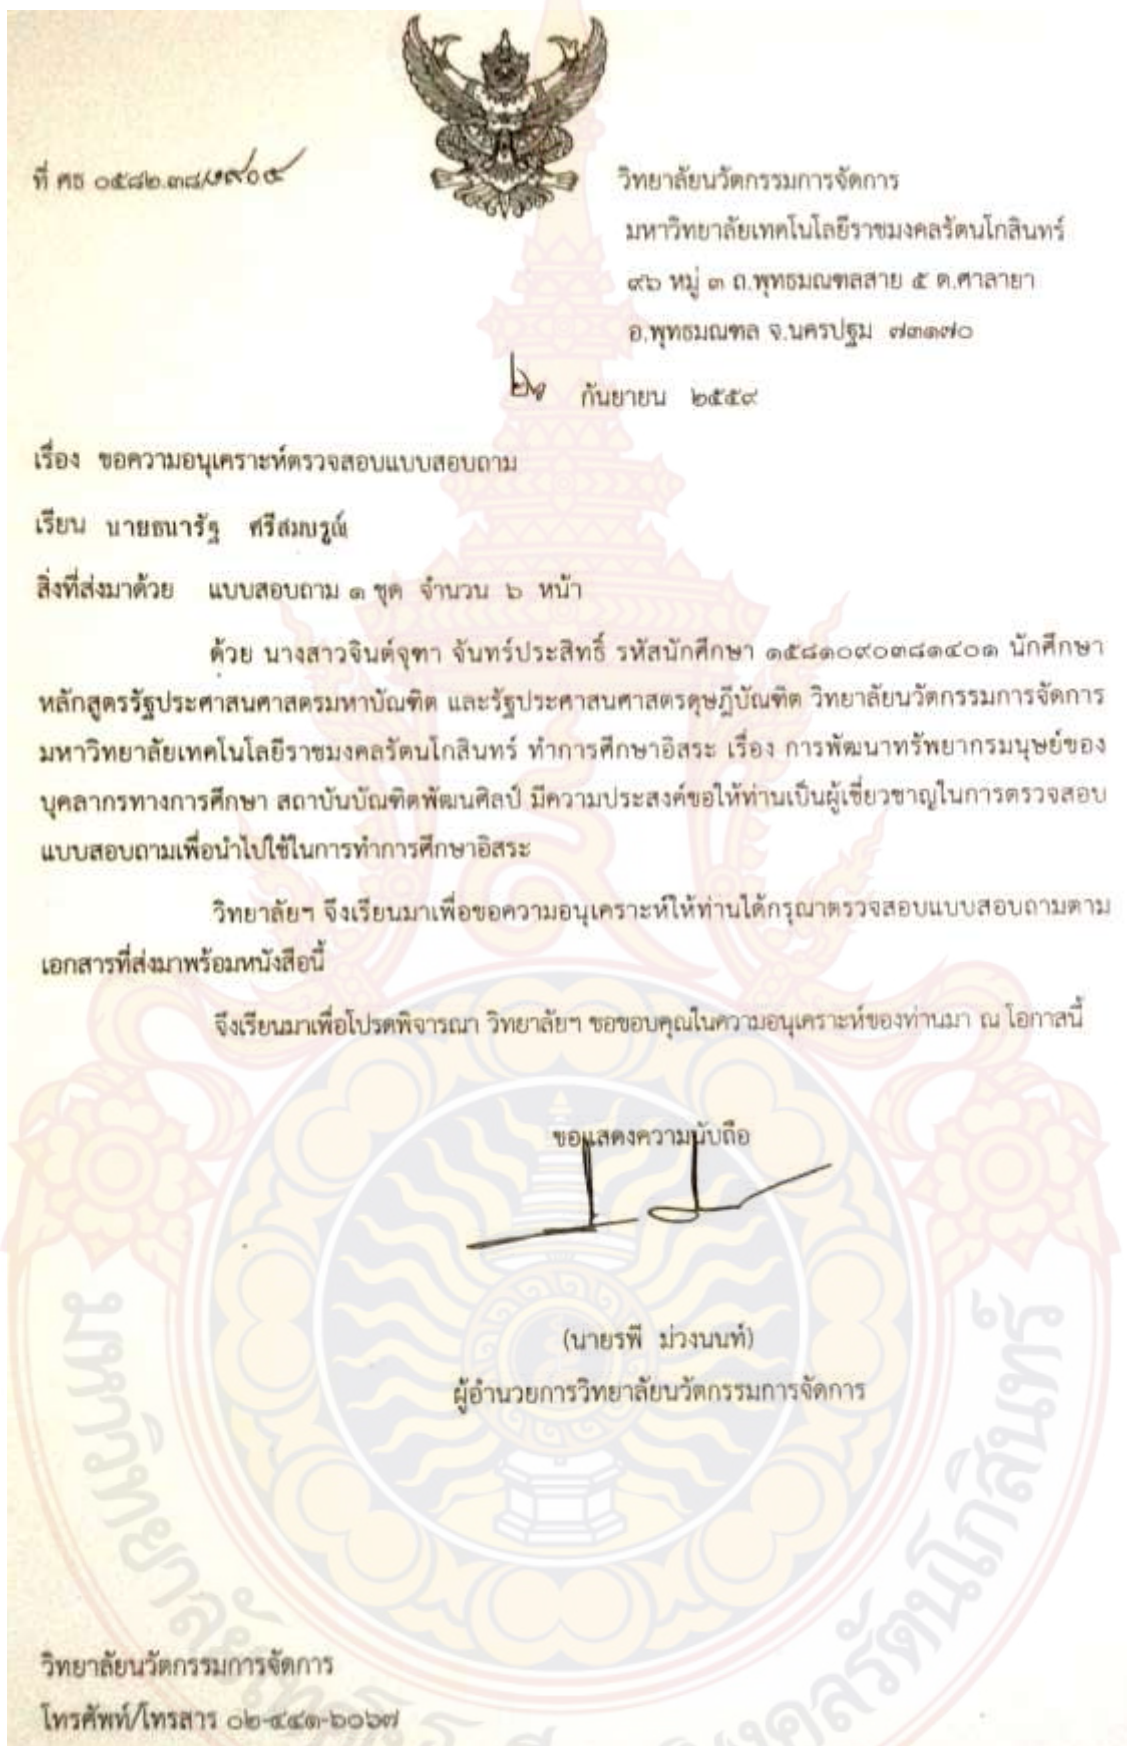 ที่ ศธ ๐๕๘๒.๓๘/
วิทยาลัยนวัตกรรมการจัดการ
มหาวิทยาลัยเทคโนโลยีราชมงคลรัตนโกสินทร์
๙๖ หมู่ ๓ ถ.พุทธมณฑลสาย ๕ ต.ศาลายา
อ.พุทธมณฑล จ.นครปฐม ๗๓๑๗๐
กันยายน ๒๕๕๙
เรื่อง ขอความอนุเคราะห์ตรวจสอบแบบสอบถาม
เรียน นายธนารัฐ ศรีสมบรูณ์
สิ่งที่ส่งมาด้วย แบบสอบถาม ๑ ชุด จำนวน ๖ หน้า
ด้วย นางสาวจินต์จุฑา จันทร์ประสิทธิ์ รหัสนักศึกษา ๑๕๘๑๐๙๐๓๘๑๔๐๑ นักศึกษา
หลักสูตรรัฐประศาสนศาสตรมหาบัณฑิต และรัฐประศาสนศาสตรดุษฎีบัณฑิต วิทยาลัยนวัตกรรมการจัดการ
มหาวิทยาลัยเทคโนโลยีราชมงคลรัตนโกสินทร์ ทำการศึกษาอิสระ เรื่อง การพัฒนาทรัพยากรมนุษย์ของ
บุคลากรทางการศึกษา สถาบันบัณฑิตพัฒนศิลป์ มีความประสงค์ขอให้ท่านเป็นผู้เชี่ยวชาญในการตรวจสอบ
แบบสอบถามเพื่อนำไปใช้ในการทำการศึกษาอิสระ
วิทยาลัยฯ จึงเรียนมาเพื่อขอความอนุเคราะห์ให้ท่านได้กรุณาตรวจสอบแบบสอบถามตาม
เอกสารที่ส่งมาพร้อมหนังสือนี้
จึงเรียนมาเพื่อโปรดพิจารณา วิทยาลัยฯ ขอขอบคุณในความอนุเคราะห์ของท่านมา ณ โอกาสนี้
ขอแสดงความนับถือ
(นายรพี ม่วงนนท์)
ผู้อำนวยการวิทยาลัยนวัตกรรมการจัดการ
วิทยาลัยนวัตกรรมการจัดการ
โทรศัพท์/โทรสาร ๐๒-๔๔๑-๖๐๖๗